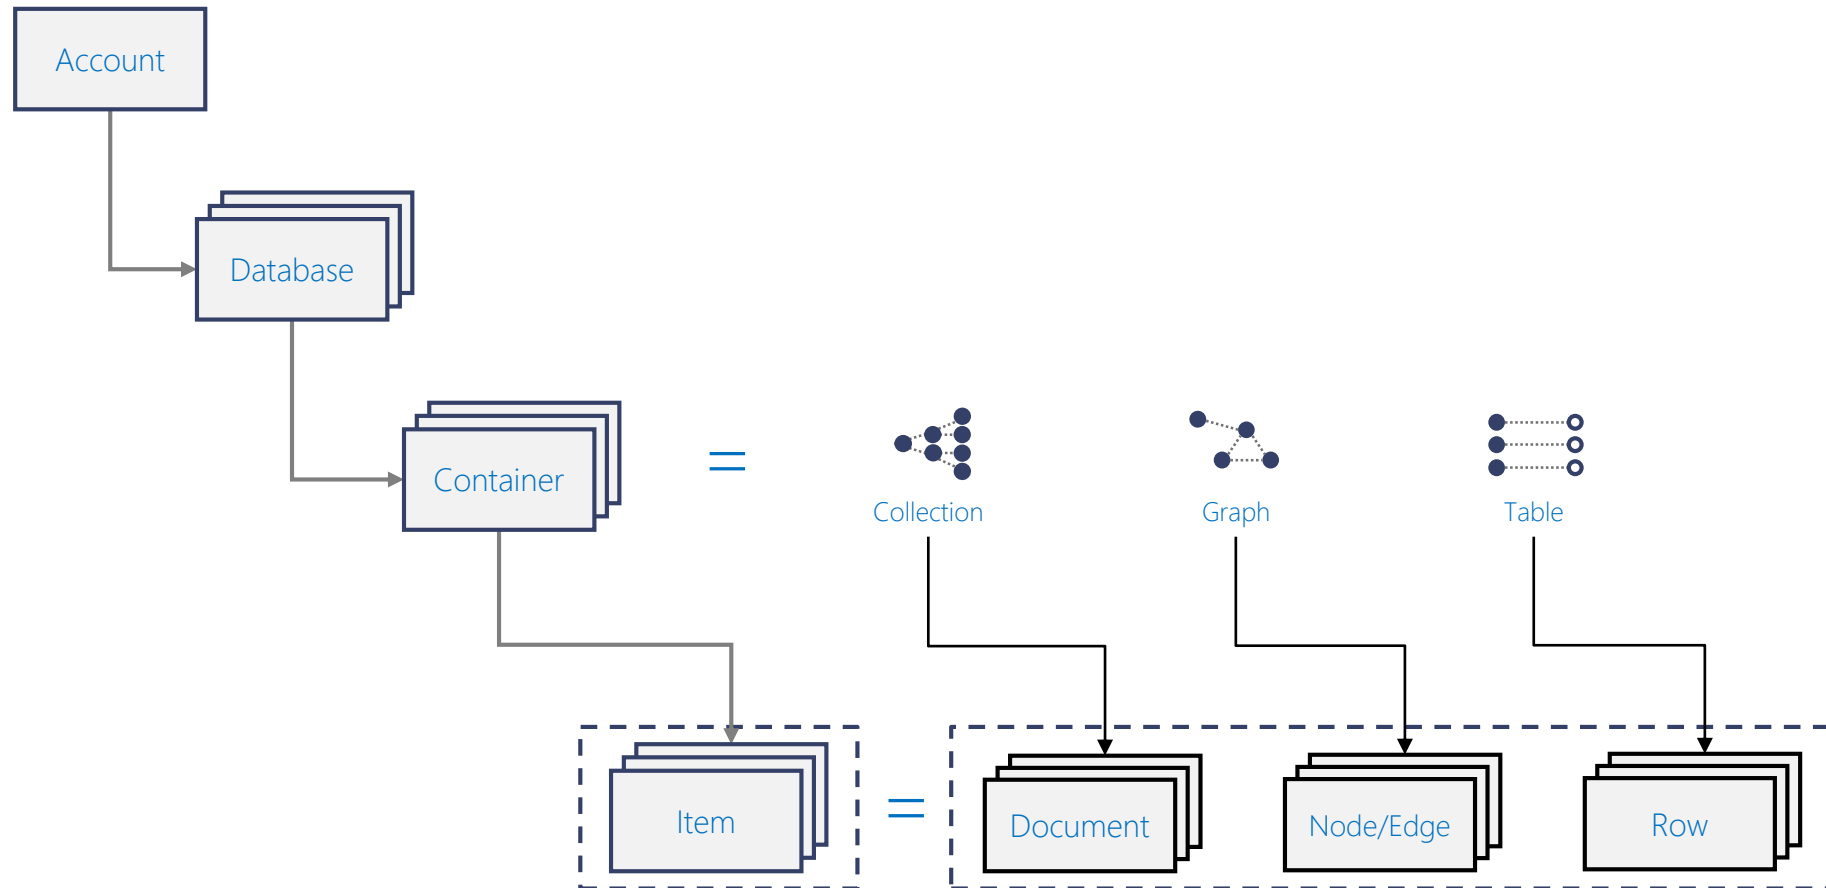 Account
Database
Container
=
Collection
Graph
Table
Item
=
Document
Node/Edge
Row